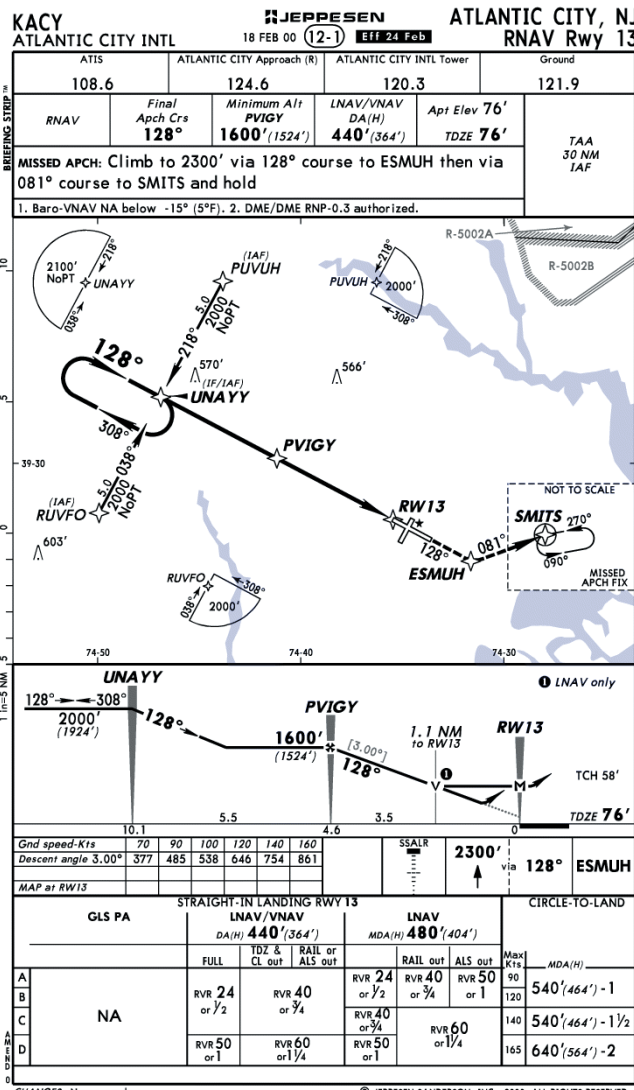 KACY
ATLANTIC CITY INTL
JEPPESEN
18 FEB 00 12-1 Eff 24 Feb
ATLANTIC CITY, NJ
RNAV Rwy 13
BRIEFING STRIP™
ATIS
108.6
ATLANTIC CITY Approach (R)
124.6
ATLANTIC CITY INTL Tower
120.3
Ground
121.9
RNAV
Final
Apch Crs
128°
Minimum Alt
PVIGY
1600'(1524')
LNAV/VNAV
DA(H)
440'(364')
Apt Elev 76'
TDZE 76'
TAA
30 NM
IAF
MISSED APCH: Climb to 2300' via 128° course to ESMUH then via
081° course to SMITS and hold
1. Baro-VNAV NA below -15° (5°F). 2. DME/DME RNP-0.3 authorized.
2100'
NoPT
UNAYY
218°
038°
(IAF)
PUVUH
5.0
2000
NoPT
218°
PUVUH
2000'
218°
308°
R-5002A
R-5002B
10
128°
570'
566'
(IF/IAF)
UNAYY
308°
5
038°
PVIGY
39-30
5.0
2000
NoPT
(IAF)
RUVFO
603'
RW13
128°
ESMUH
081°
NOT TO SCALE
SMITS
270°
090°
MISSED
APCH FIX
0
RUVFO
308°
038°
2000'
74-50
74-40
74-30
5
1 in=5 NM
UNAYY
1 LNAV only
128° 308°
2000'
(1924')
128°
PVIGY
1600'
(1524')
[3.00°]
128°
1.1 NM
to RW13
RW13
V 1
M
TCH 58'
TDZE 76'
5.5
3.5
10.1
4.6
0
Gnd speed-Kts 70 90 100 120 140 160
Descent angle 3.00° 377 485 538 646 754 861
MAP at RW13
SSALR
2300' via 128° ESMUH
STRAIGHT-IN LANDING RWY 13
CIRCLE-TO-LAND
GLS PA
LNAV/VNAV
DA(H) 440'(364')
LNAV
MDA(H) 480'(404')
FULL
TDZ &
CL out
RAIL or
ALS out
RAIL out
ALS out
Max
Kts
MDA(H)
A
B
C
D
NA
RVR 24
or 1/2
RVR 40
or 3/4
RVR 24
or 1/2
RVR 40
or 3/4
RVR 50
or 1
90
120
540'(464')-1
RVR 40
or 3/4
RVR 60
or 1 1/4
140
540'(464')-1 1/2
RVR 50
or 1
RVR 60
or 1 1/4
RVR 50
or 1
165
640'(564')-2
AMEND 0